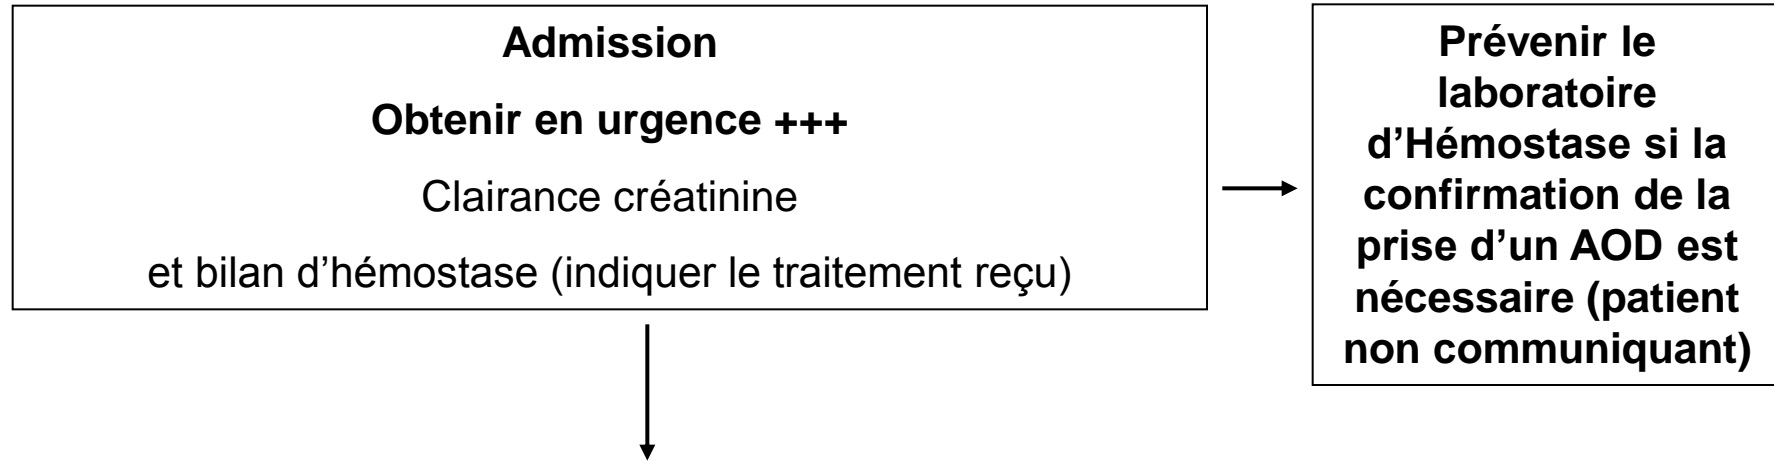 Admission
Obtenir en urgence +++
Clairance créatinine
et bilan d’hémostase (indiquer le traitement reçu)
Prévenir le
laboratoire
d’Hémostase si la
confirmation de la
prise d’un AOD est
nécessaire (patient
non communiquant)